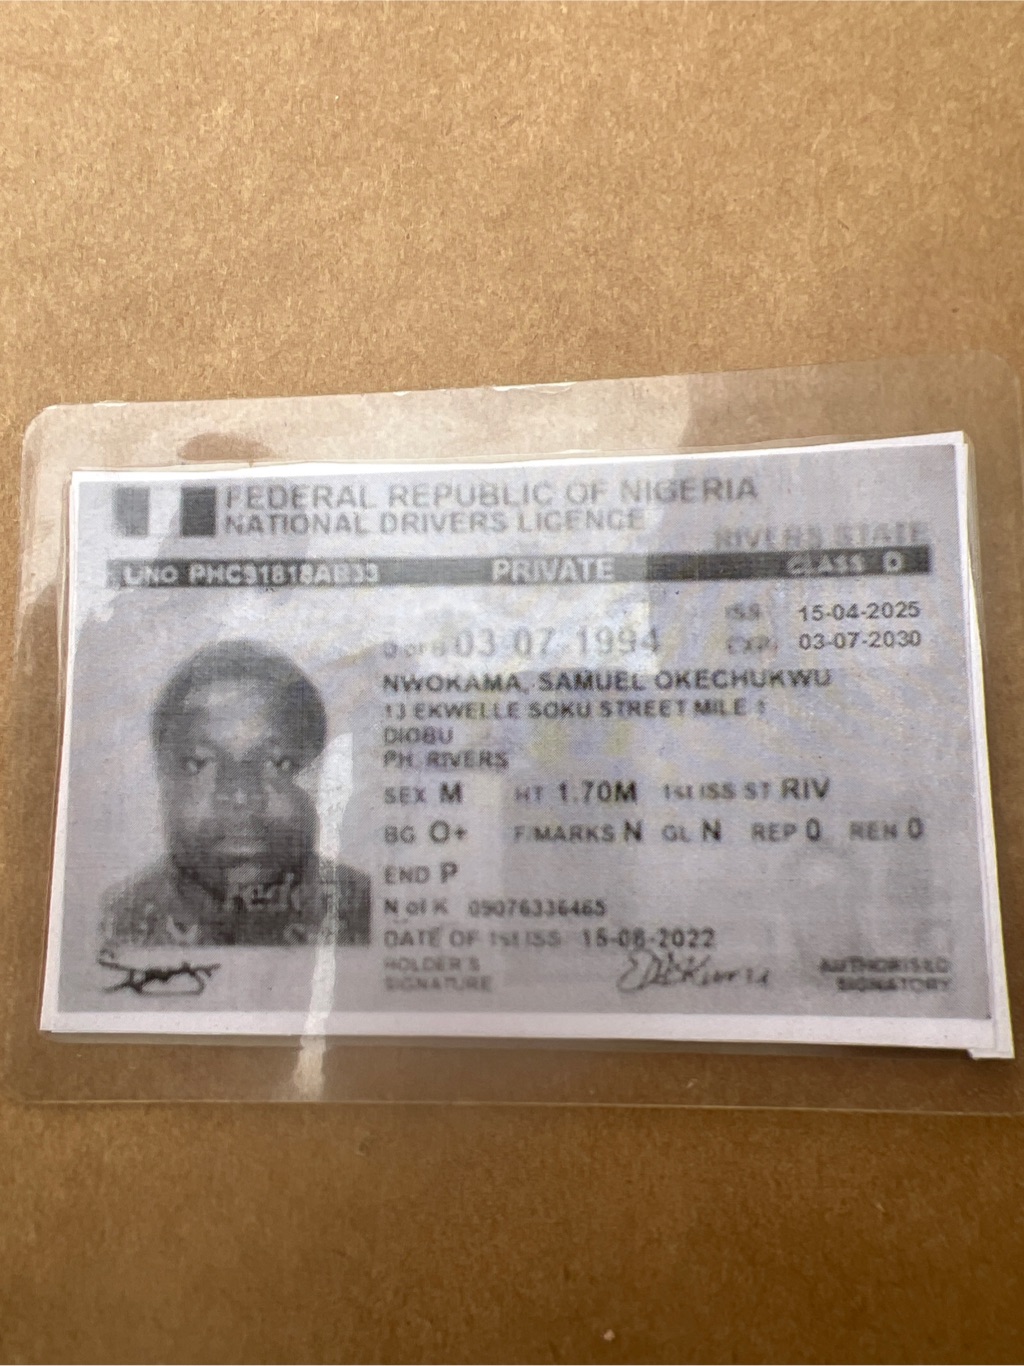 FEDERAL REPUBLIC OF NIGERIA
NATIONAL DRIVERS LICENCE
RIVERS STATE
L/NO PHC91818AB33 PRIVATE CLASS D
ISS 15-04-2025
D of B 03 07 1994 EXP. 03-07-2030
NWOKAMA, SAMUEL OKECHUKWU
13 EKWELLE SOKU STREET MILE 3
DIOBU
PH. RIVERS
SEX M HT 1.70M 1st ISS ST RIV
BG O+ F/MARKS N GL N REP 0 REN 0
END P
N of K 09076336465
DATE OF 1st ISS 15-08-2022
HOLDER'S AUTHORISED
SIGNATURE SIGNATORY